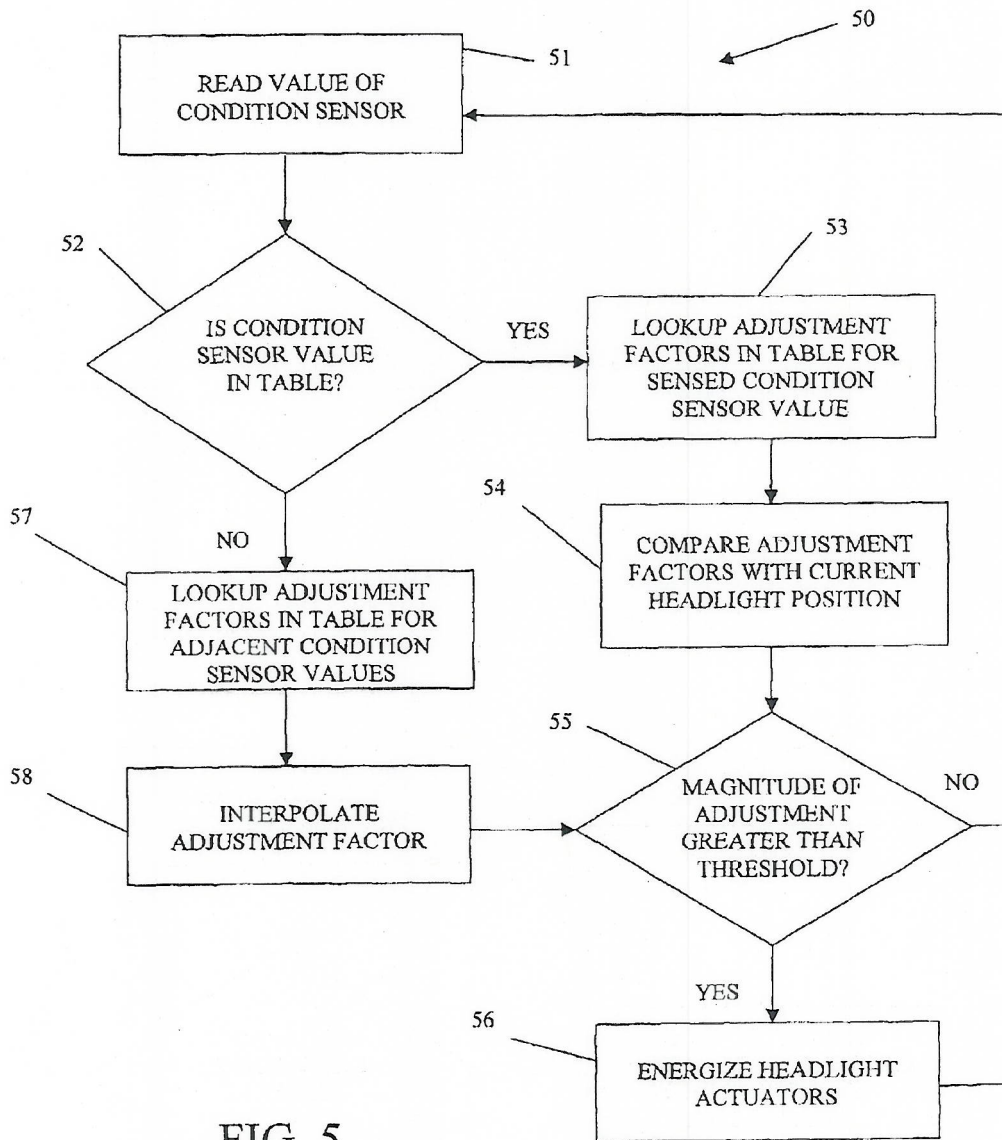 50
51
READ VALUE OF
CONDITION SENSOR
52
IS CONDITION
SENSOR VALUE
IN TABLE?
YES
53
LOOKUP ADJUSTMENT
FACTORS IN TABLE FOR
SENSED CONDITION
SENSOR VALUE
54
COMPARE ADJUSTMENT
FACTORS WITH CURRENT
HEADLIGHT POSITION
57
NO
LOOKUP ADJUSTMENT
FACTORS IN TABLE FOR
ADJACENT CONDITION
SENSOR VALUES
58
INTERPOLATE
ADJUSTMENT FACTOR
55
MAGNITUDE OF
ADJUSTMENT
GREATER THAN
THRESHOLD?
NO
YES
56
ENERGIZE HEADLIGHT
ACTUATORS
FIG. 5